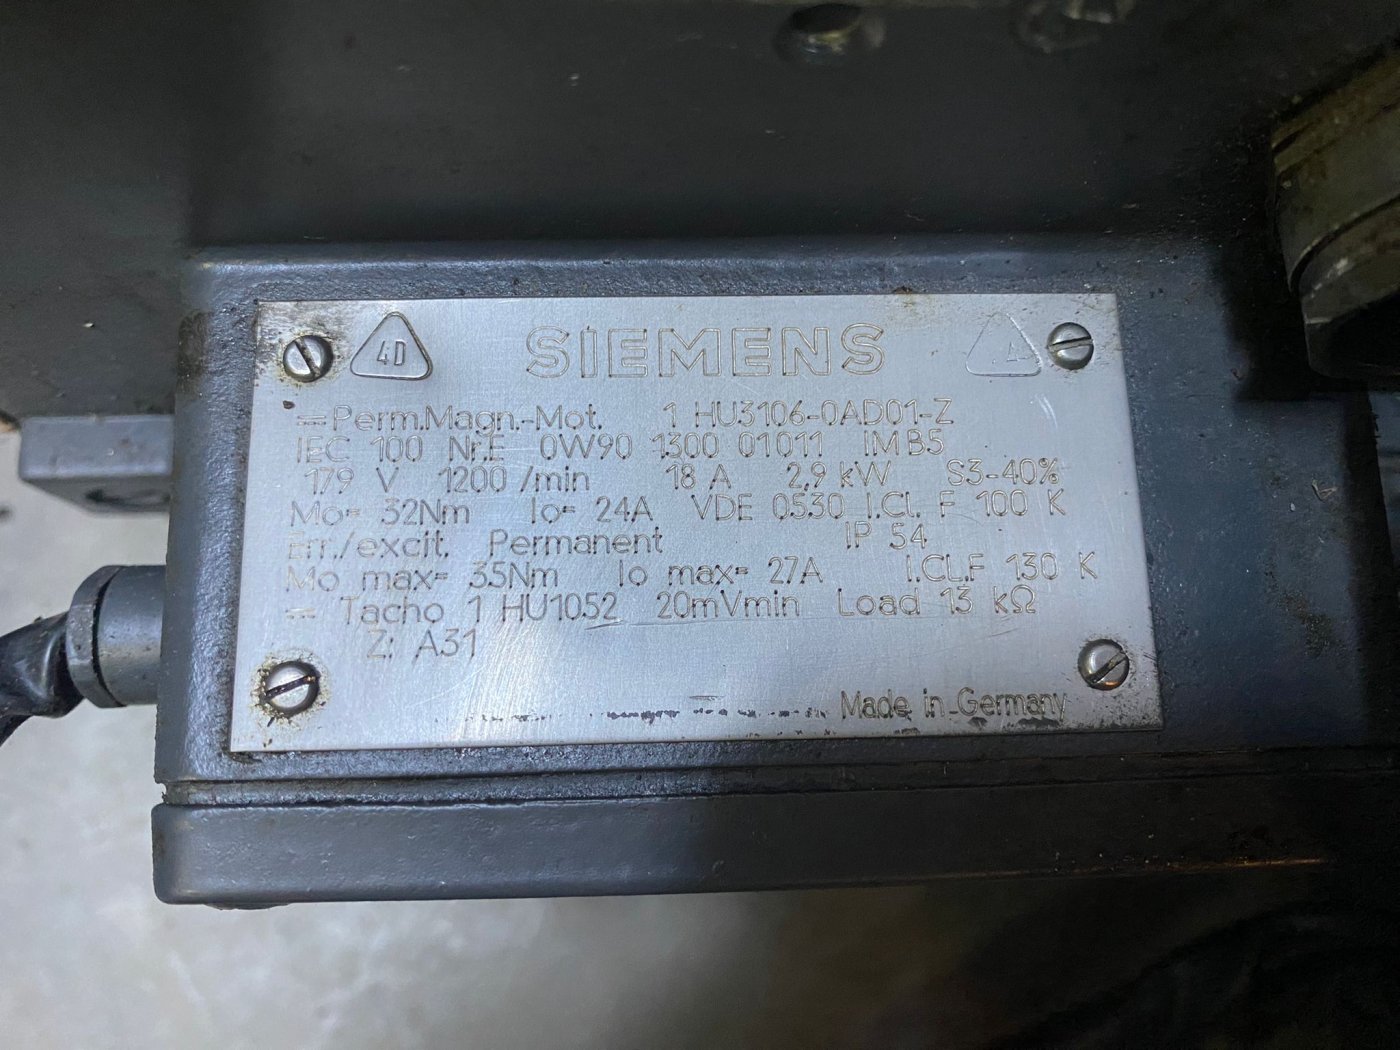 4D SIEMENS
Perm.Magn.-Mot. 1 HU3106-0AD01-Z
IEC 100 Nr.E 0W90 1300 01011 IM B5
179 V 1200 /min 18 A 2,9 kW S3-40%
Mo= 32Nm Io= 24A VDE 0530 I.Cl. F 100 K
Err./excit. Permanent IP 54
Mo max= 35Nm Io max= 27A I.CL.F 130 K
= Tacho 1 HU1052 20mVmin Load 13 kΩ
Z: A31
Made in Germany